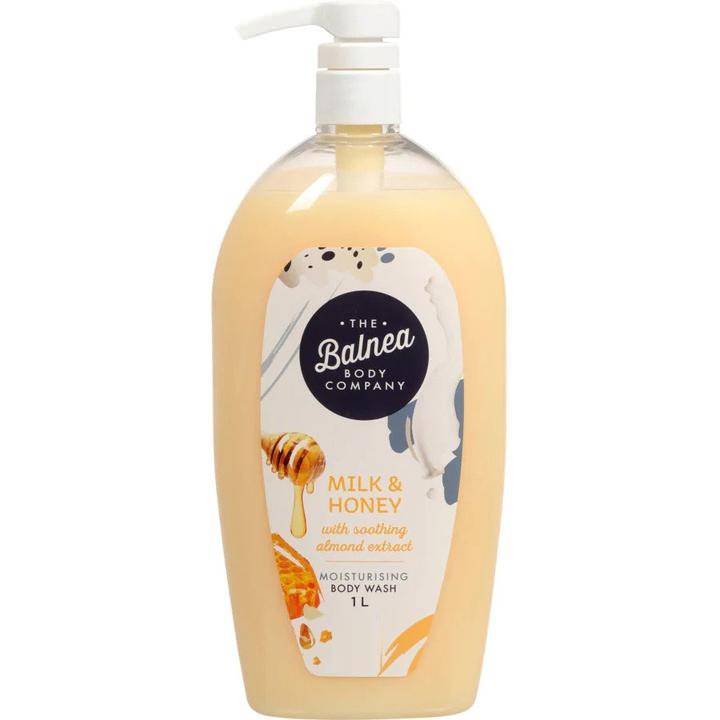 • THE •
Balnea
BODY
COMPANY
MILK &
HONEY
with soothing
almond extract
MOISTURISING
BODY WASH
1 L